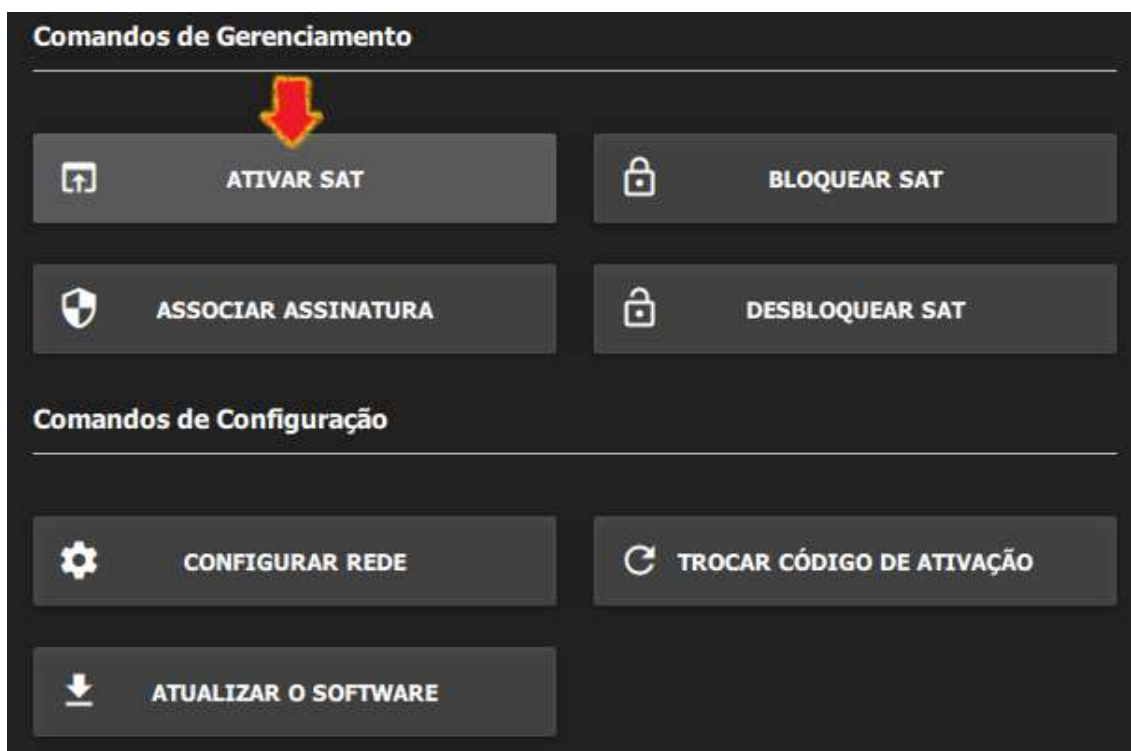 Comandos de Gerenciamento
ATIVAR SAT
BLOQUEAR SAT
ASSOCIAR ASSINATURA
DESBLOQUEAR SAT
Comandos de Configuração
CONFIGURAR REDE
TROCAR CÓDIGO DE ATIVAÇÃO
ATUALIZAR O SOFTWARE